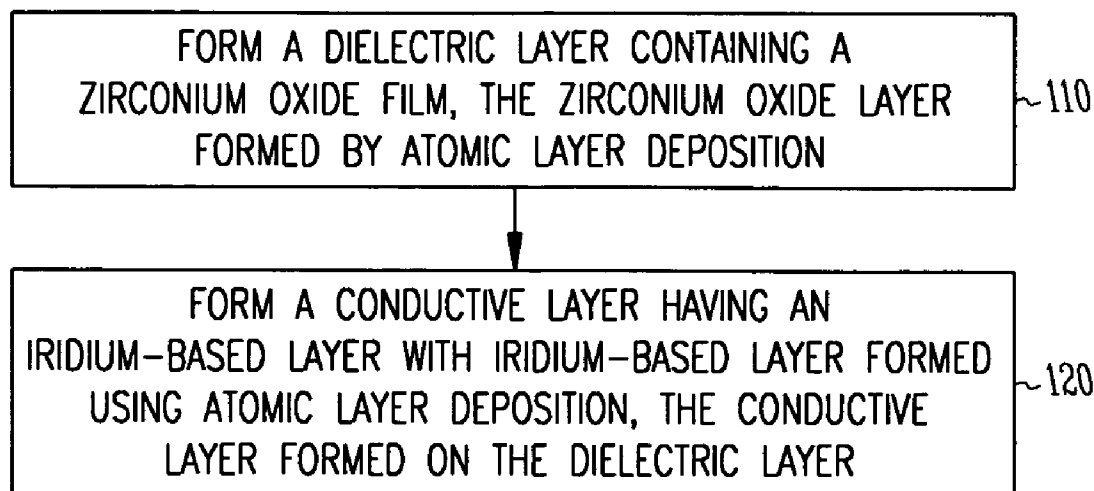 FORM A DIELECTRIC LAYER CONTAINING A
ZIRCONIUM OXIDE FILM, THE ZIRCONIUM OXIDE LAYER
FORMED BY ATOMIC LAYER DEPOSITION
110
FORM A CONDUCTIVE LAYER HAVING AN
IRIDIUM-BASED LAYER WITH IRIDIUM-BASED LAYER FORMED
USING ATOMIC LAYER DEPOSITION, THE CONDUCTIVE
LAYER FORMED ON THE DIELECTRIC LAYER
120